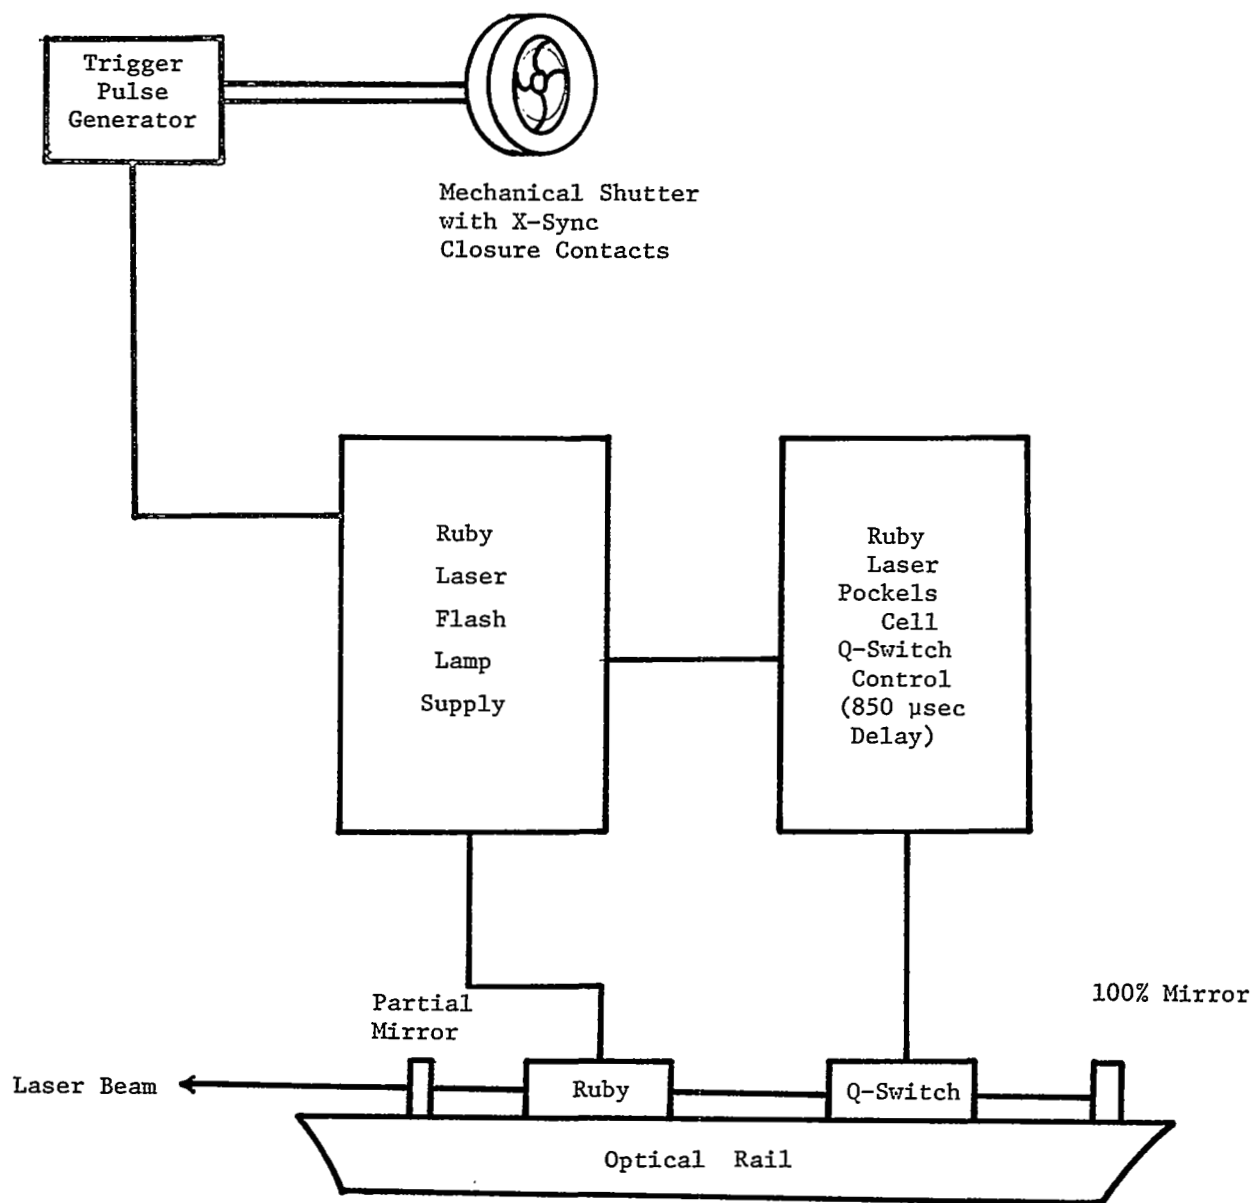 Trigger
Pulse
Generator
Mechanical Shutter
with X-Sync
Closure Contacts
Ruby
Laser
Flash
Lamp
Supply
Ruby
Laser
Pockels
Cell
Q-Switch
Control
(850 μsec
Delay)
Partial
Mirror
100% Mirror
Laser Beam
Ruby
Q-Switch
Optical Rail